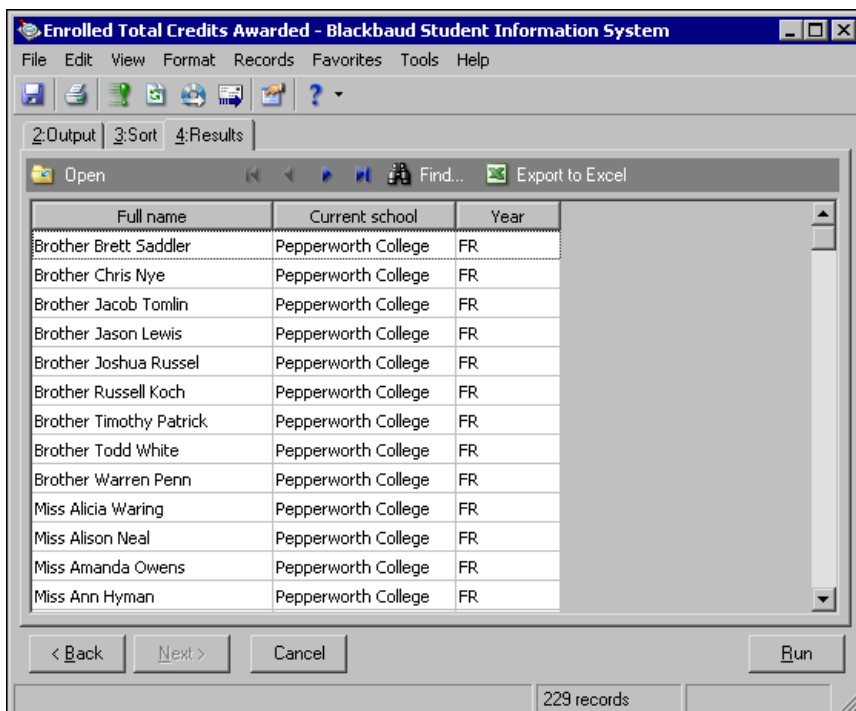 Enrolled Total Credits Awarded - Blackbaud Student Information System
File Edit View Format Records Favorites Tools Help
2:Output 3:Sort 4:Results
Open Find... Export to Excel
Full name Current school Year
Brother Brett Saddler Pepperworth College FR
Brother Chris Nye Pepperworth College FR
Brother Jacob Tomlin Pepperworth College FR
Brother Jason Lewis Pepperworth College FR
Brother Joshua Russel Pepperworth College FR
Brother Russell Koch Pepperworth College FR
Brother Timothy Patrick Pepperworth College FR
Brother Todd White Pepperworth College FR
Brother Warren Penn Pepperworth College FR
Miss Alicia Waring Pepperworth College FR
Miss Alison Neal Pepperworth College FR
Miss Amanda Owens Pepperworth College FR
Miss Ann Hyman Pepperworth College FR
< Back Next > Cancel Run
229 records